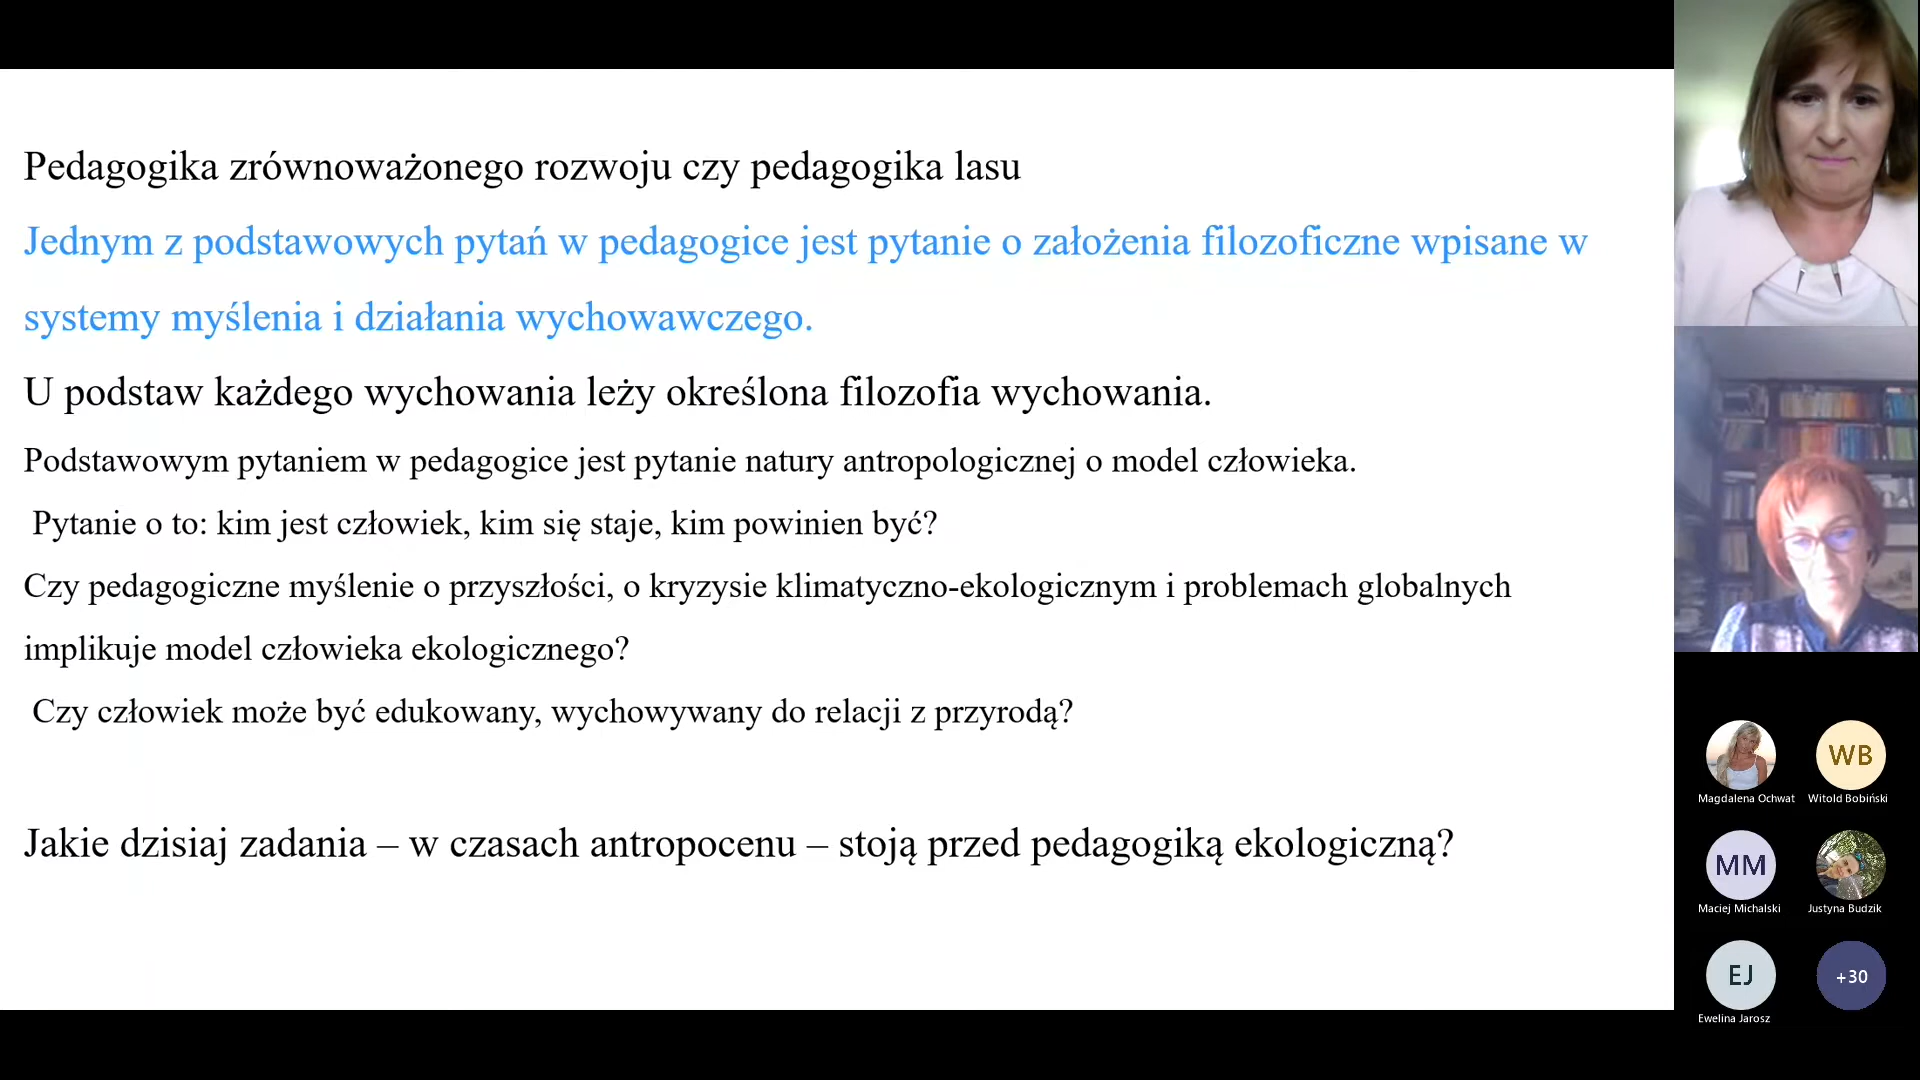 Pedagogika zrównoważonego rozwoju czy pedagogika lasu
Jednym z podstawowych pytań w pedagogice jest pytanie o założenia filozoficzne wpisane w
systemy myślenia i działania wychowawczego.
U podstaw każdego wychowania leży określona filozofia wychowania.
Podstawowym pytaniem w pedagogice jest pytanie natury antropologicznej o model człowieka.
Pytanie o to: kim jest człowiek, kim się staje, kim powinien być?
Czy pedagogiczne myślenie o przyszłości, o kryzysie klimatyczno-ekologicznym i problemach globalnych
implikuje model człowieka ekologicznego?
Czy człowiek może być edukowany, wychowywany do relacji z przyrodą?
Jakie dzisiaj zadania – w czasach antropocenu – stoją przed pedagogiką ekologiczną?
WB
Magdalena Ochwat
Witold Bobiński
MM
Maciej Michalski
Justyna Budzik
EJ
+30
Ewelina Jarosz